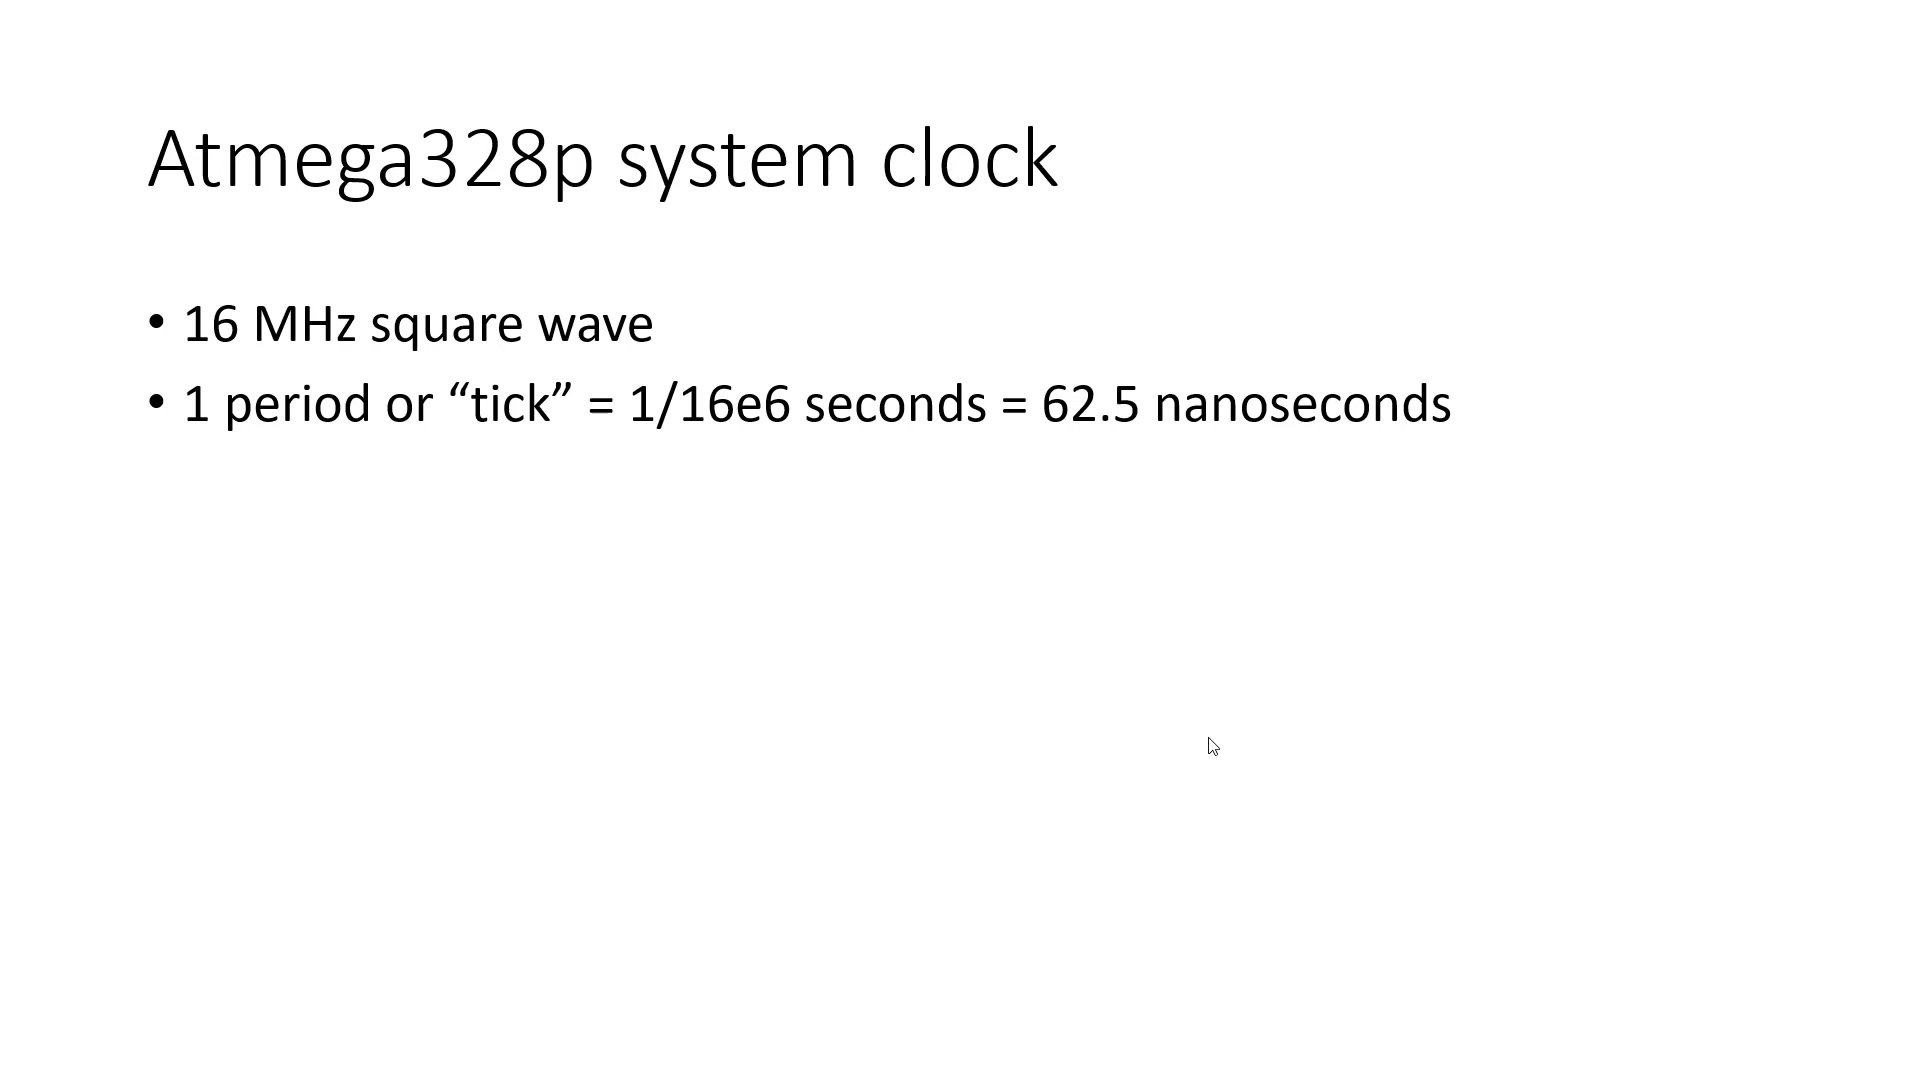 Atmega328p system clock
• 16 MHz square wave
• 1 period or “tick” = 1/16e6 seconds = 62.5 nanoseconds